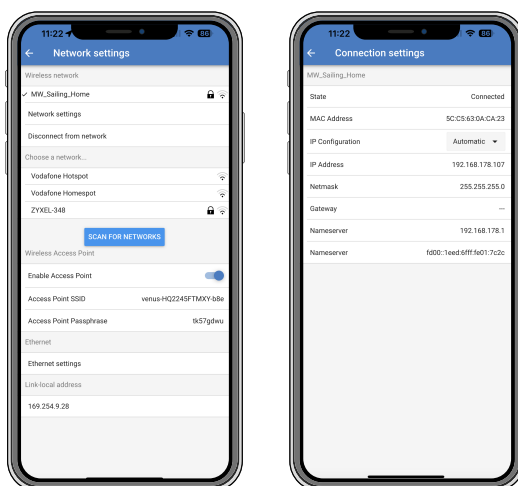 11:22
86
Network settings
Wireless network
MW_Sailing_Home
Network settings
Disconnect from network
Choose a network...
Vodafone Hotspot
Vodafone Homespot
ZYXEL-348
SCAN FOR NETWORKS
Wireless Access Point
Enable Access Point
Access Point SSID venus-HQ2245FTMXY-b8e
Access Point Passphrase tk57gdwu
Ethernet
Ethernet settings
Link-local address
169.254.9.28
11:22
86
Connection settings
MW_Sailing_Home
State Connected
MAC Address 5C:C5:63:0A:CA:23
IP Configuration Automatic
IP Address 192.168.178.107
Netmask 255.255.255.0
Gateway ---
Nameserver 192.168.178.1
Nameserver fd00::1eed:6fff:fe01:7c2c